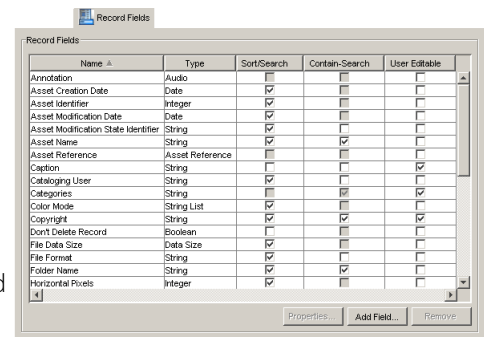 Record Fields
Record Fields
Name Type Sort/Search Contain-Search User Editable
Annotation Audio
Asset Creation Date Date
Asset Identifier Integer
Asset Modification Date Date
Asset Modification State Identifier String
Asset Name String
Asset Reference Asset Reference
Caption String
Cataloging User String
Categories String
Color Mode String List
Copyright String
Don't Delete Record Boolean
File Data Size Data Size
File Format String
Folder Name String
Horizontal Pixels Integer
d
Properties... Add Field... Remove